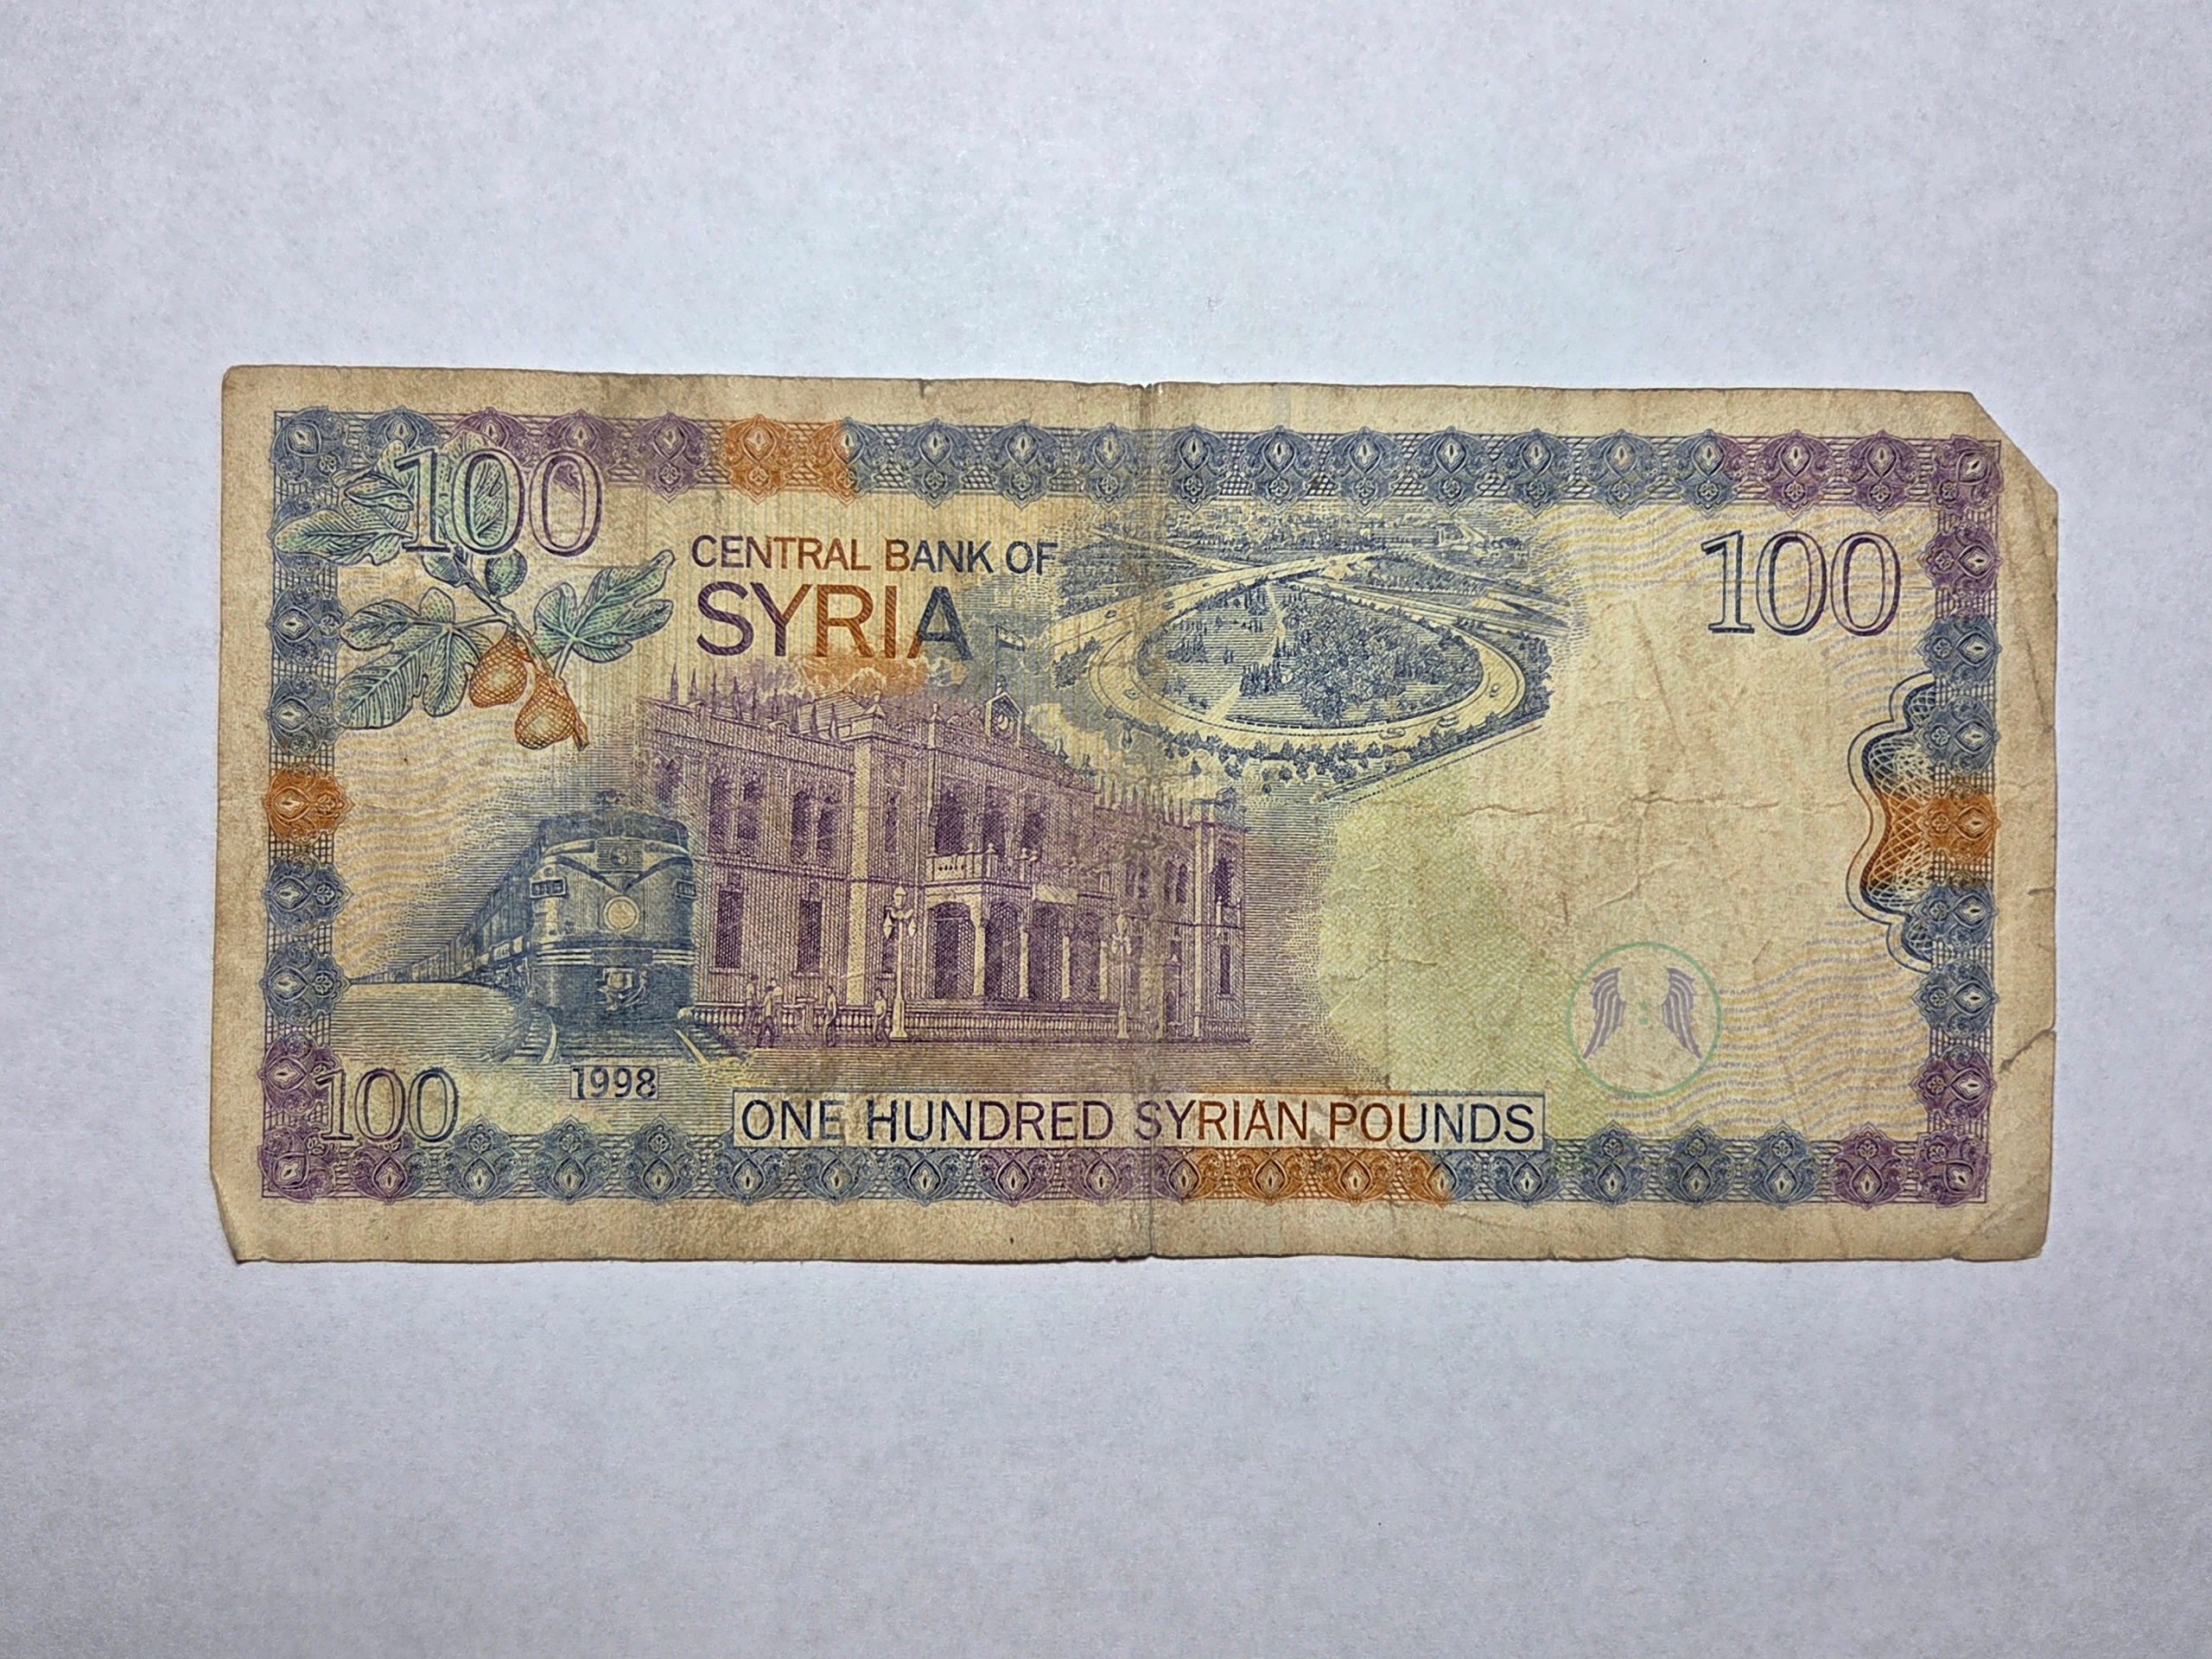 100
CENTRAL BANK OF
SYRIA
100
100
1998
ONE HUNDRED SYRIAN POUNDS